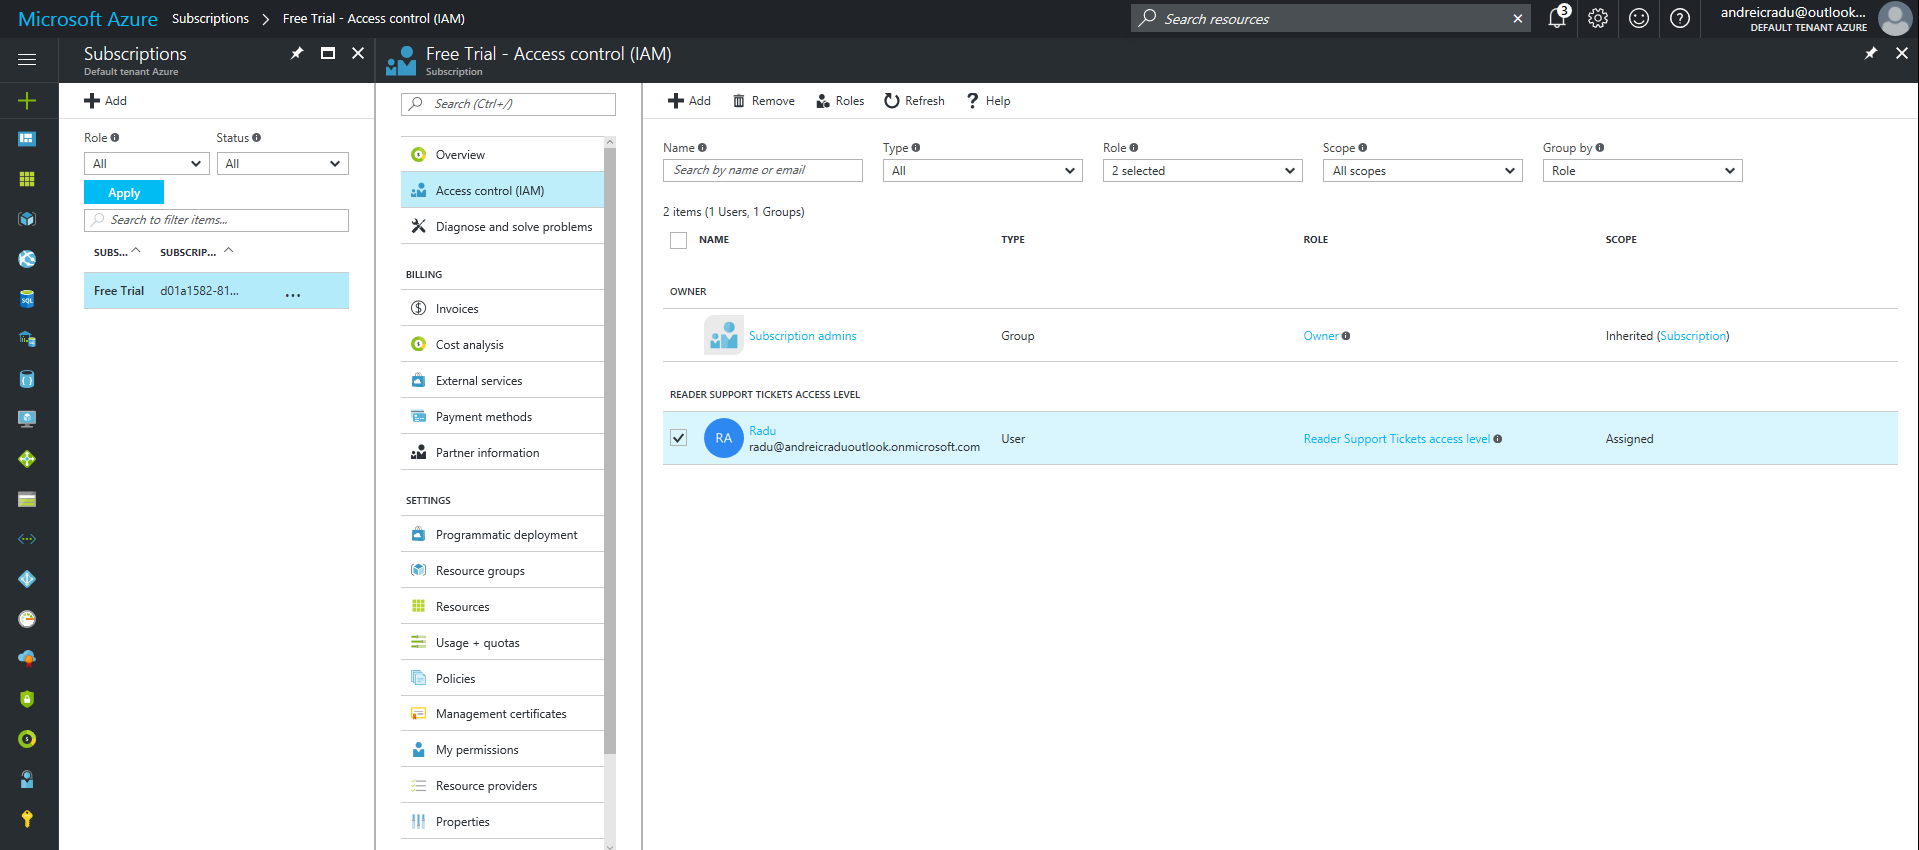 Microsoft Azure Subscriptions > Free Trial - Access control (IAM)
Search resources
3
andreicradu@outlook...
DEFAULT TENANT AZURE
Subscriptions
Default tenant Azure
Add
Role
Status
All
All
Apply
Search to filter items...
SUBS...
SUBSCRIP...
Free Trial
d01a1582-81...
...
Free Trial - Access control (IAM)
Subscription
Search (Ctrl+/)
Overview
Access control (IAM)
Diagnose and solve problems
BILLING
Invoices
Cost analysis
External services
Payment methods
Partner information
SETTINGS
Programmatic deployment
Resource groups
Resources
Usage + quotas
Policies
Management certificates
My permissions
Resource providers
Properties
Add
Remove
Roles
Refresh
Help
Name
Type
Role
Scope
Group by
Search by name or email
All
2 selected
All scopes
Role
2 items (1 Users, 1 Groups)
NAME
TYPE
ROLE
SCOPE
OWNER
Subscription admins
Group
Owner
Inherited (Subscription)
READER SUPPORT TICKETS ACCESS LEVEL
RA
Radu
radu@andreicraduoutlook.onmicrosoft.com
User
Reader Support Tickets access level
Assigned